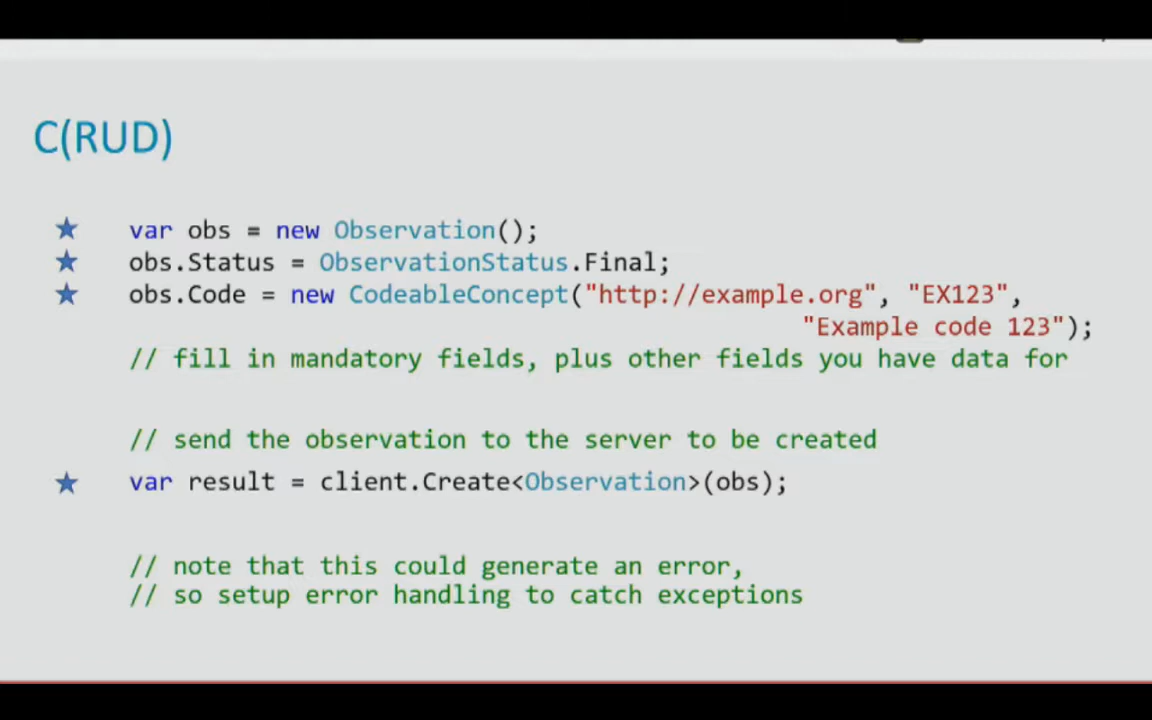 C(RUD)
var obs = new Observation();
obs.Status = ObservationStatus.Final;
obs.Code = new CodeableConcept("http://example.org", "EX123",
"Example code 123");
// fill in mandatory fields, plus other fields you have data for
// send the observation to the server to be created
var result = client.Create<Observation>(obs);
// note that this could generate an error,
// so setup error handling to catch exceptions